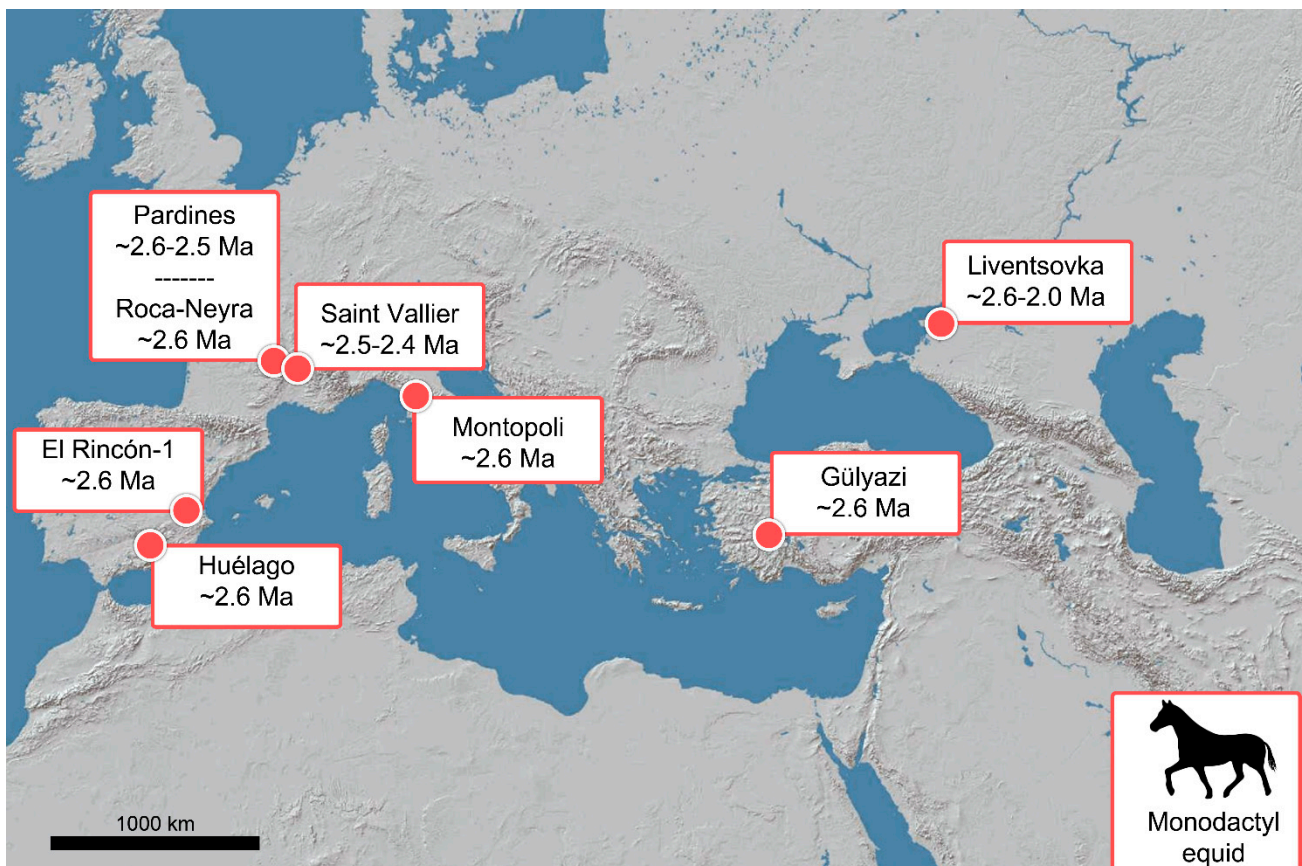 Pardines
~2.6-2.5 Ma
-------
Roca-Neyra
~2.6 Ma
Saint Vallier
~2.5-2.4 Ma
Liventsovka
~2.6-2.0 Ma
Montopoli
~2.6 Ma
El Rincón-1
~2.6 Ma
Gülyazi
~2.6 Ma
Huélago
~2.6 Ma
1000 km
Monodactyl
equid